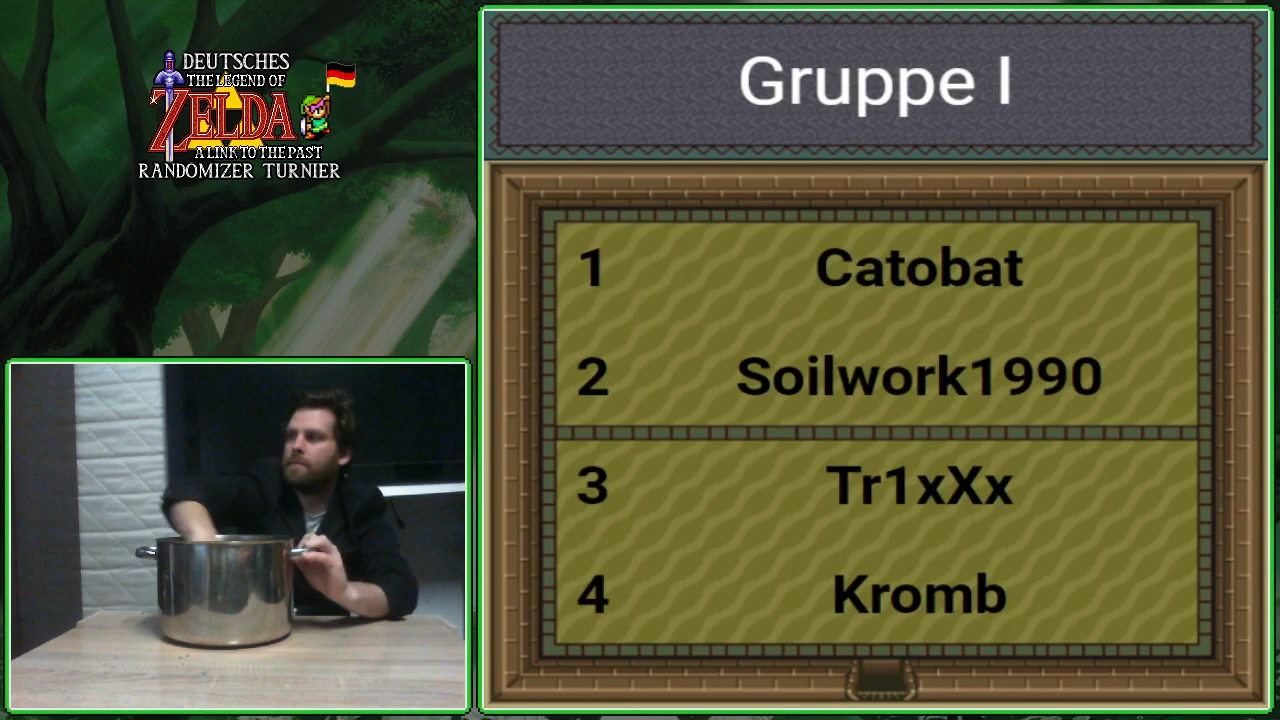 DEUTSCHES
THE LEGEND OF
ZELDA
A LINK TO THE PAST
RANDOMIZER TURNIER
Gruppe I
1 Catobat
2 Soilwork1990
3 Tr1xXx
4 Kromb